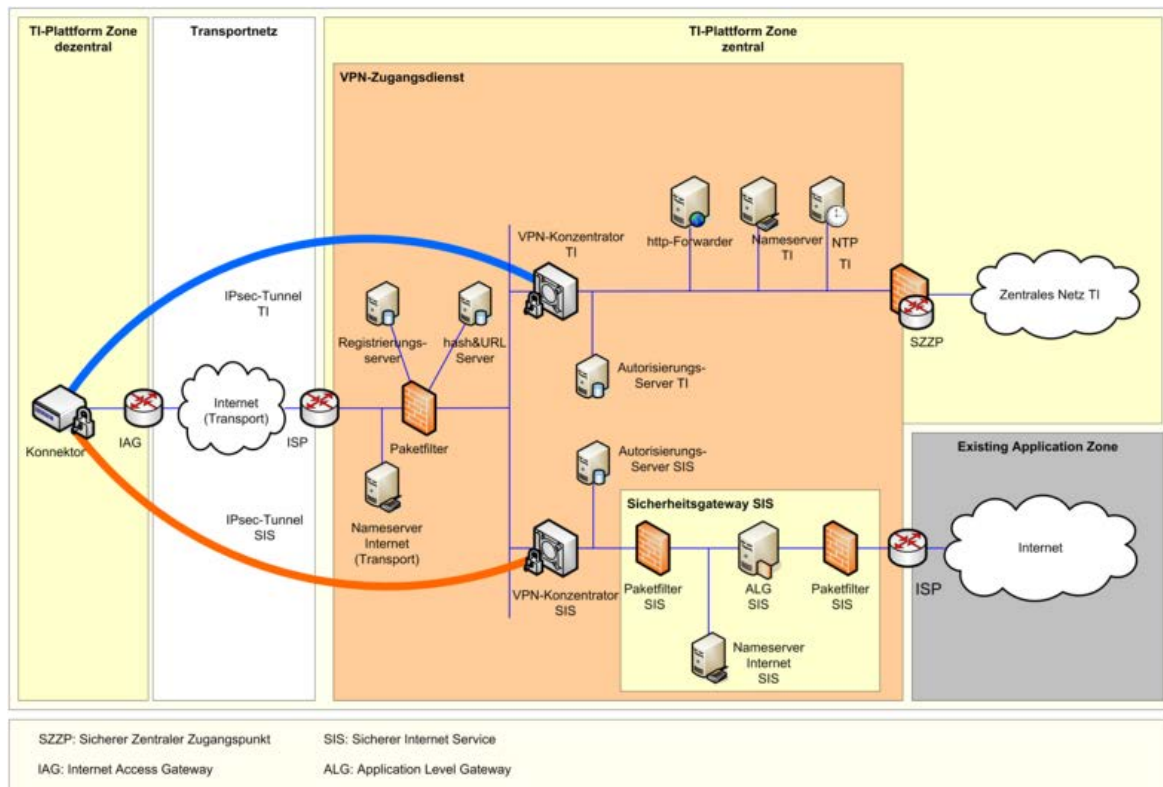 TI-Plattform Zone
dezentral
Transportnetz
TI-Plattform Zone
zentral
VPN-Zugangsdienst
http-Forwarder
Nameserver
TI
NTP
TI
VPN-Konzentrator
TI
IPsec-Tunnel
TI
Registrierungs-
server
hash&URL
Server
SZZP
Zentrales Netz TI
Autorisierungs-
Server TI
Konnektor
IAG
Internet
(Transport)
ISP
Paketfilter
Nameserver
Internet
(Transport)
Autorisierungs-
Server SIS
IPsec-Tunnel
SIS
VPN-Konzentrator
SIS
Sicherheitsgateway SIS
Paketfilter
SIS
ALG
SIS
Paketfilter
SIS
Nameserver
Internet
SIS
Existing Application Zone
ISP
Internet
SZZP: Sicherer Zentraler Zugangspunkt
SIS: Sicherer Internet Service
IAG: Internet Access Gateway
ALG: Application Level Gateway